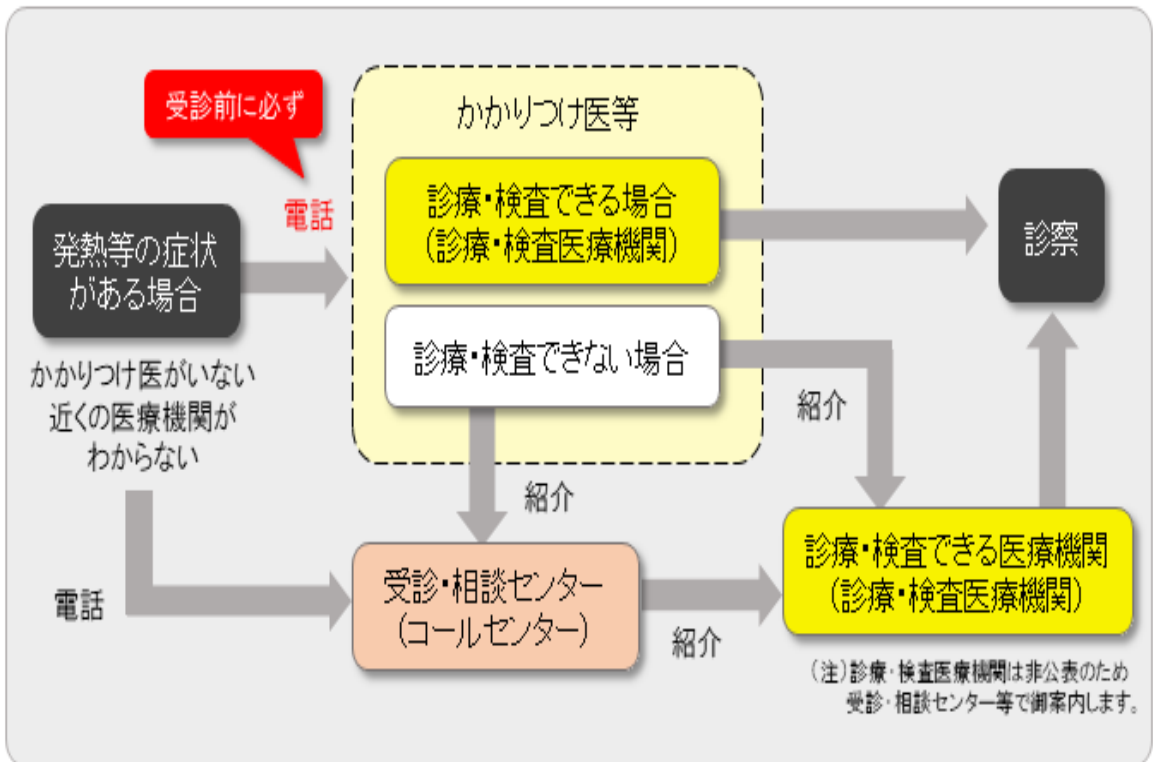 受診前に必ず
電話
発熱等の症状
がある場合
かかりつけ医がいない
近くの医療機関が
わからない
電話
かかりつけ医等
診療・検査できる場合
(診療・検査医療機関)
診療・検査できない場合
紹介
紹介
受診・相談センター
(コールセンター)
紹介
診察
診療・検査できる医療機関
(診療・検査医療機関)
(注)診療・検査医療機関は非公表のため
受診・相談センター等で御案内します。